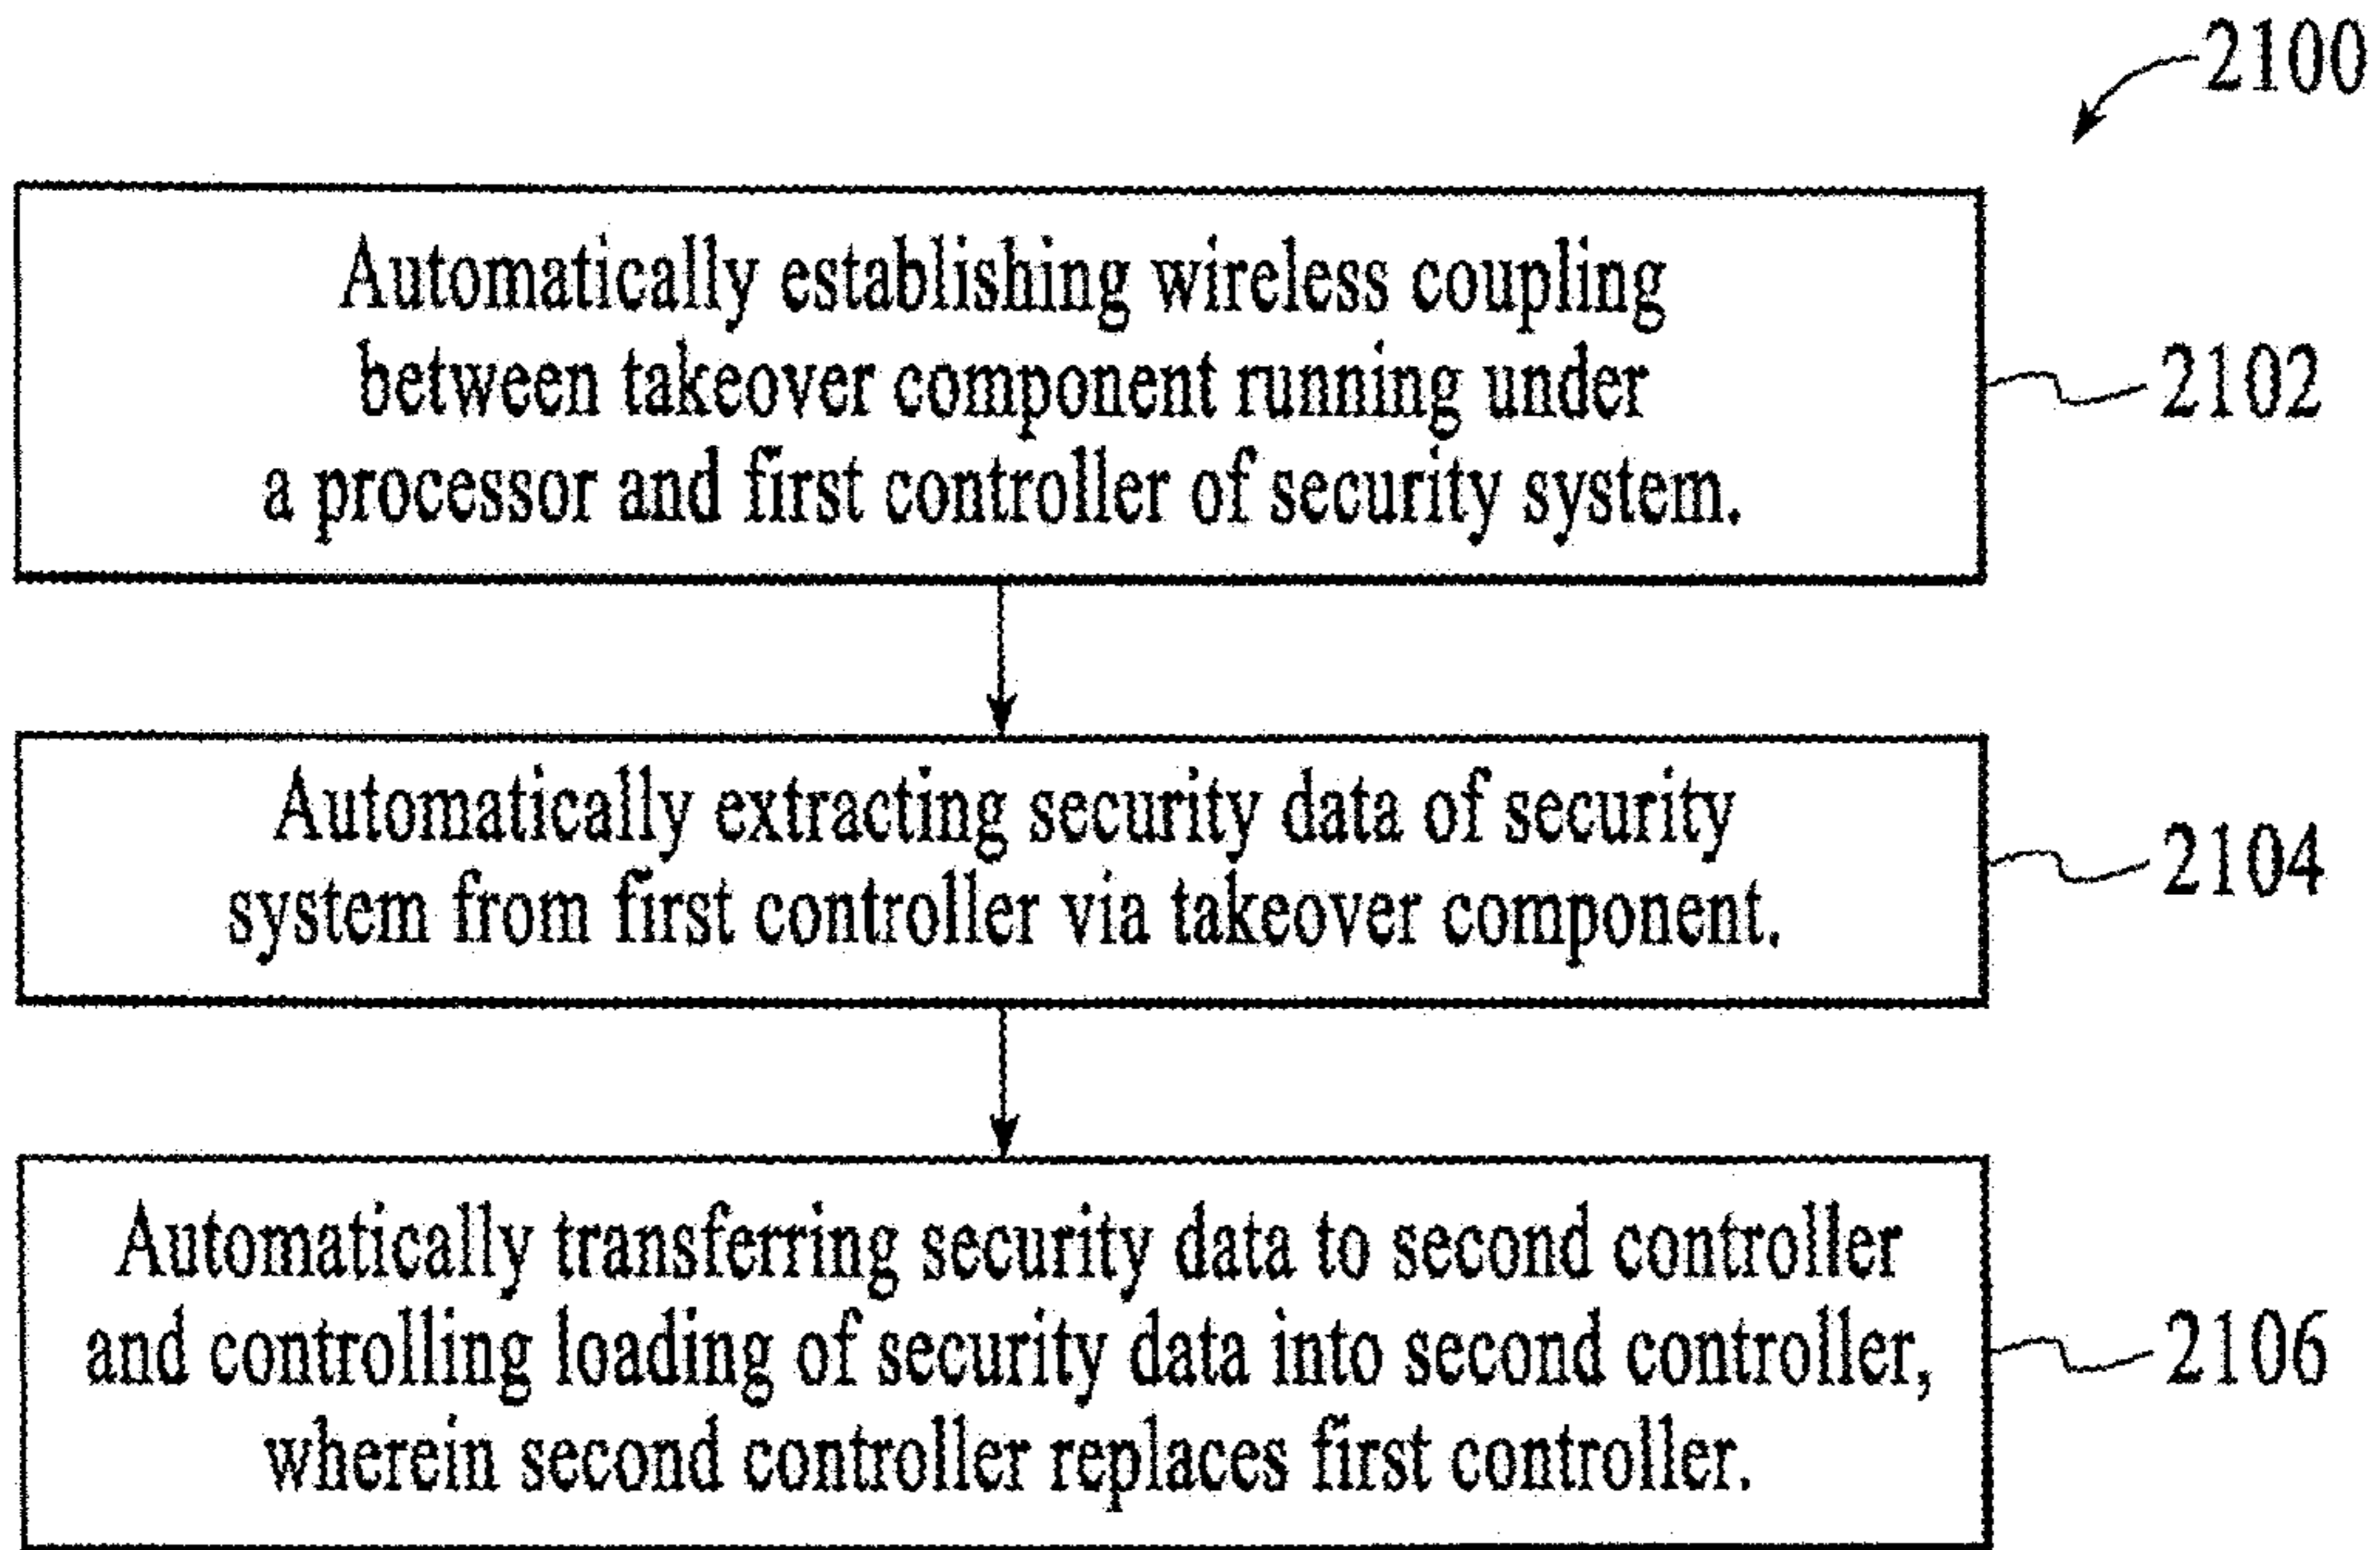 2100
Automatically establishing wireless coupling
between takeover component running under
a processor and first controller of security system.
2102
Automatically extracting security data of security
system from first controller via takeover component.
2104
Automatically transferring security data to second controller
and controlling loading of security data into second controller,
wherein second controller replaces first controller.
2106